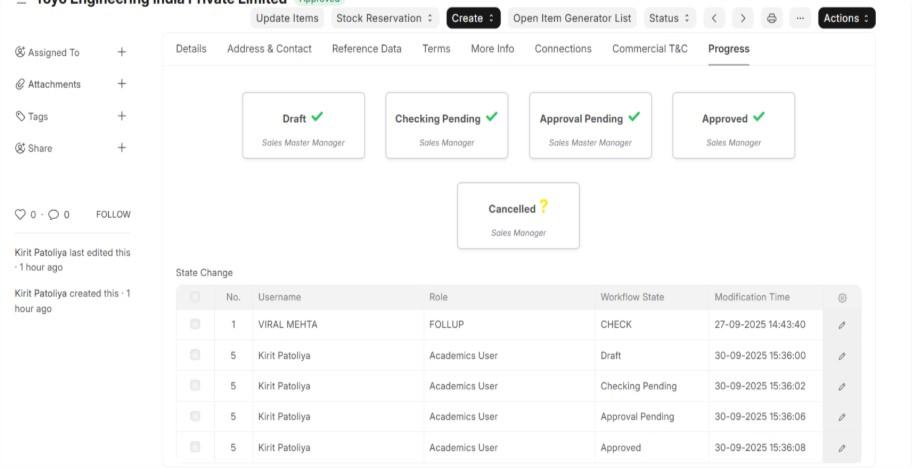 Toyo Engineering India Private Limited Approved
Update Items Stock Reservation Create Open Item Generator List Status ... Actions
Assigned To +
Attachments +
Tags +
Share +
0 · 0 FOLLOW
Kirit Patoliya last edited this
· 1 hour ago
Kirit Patoliya created this · 1
hour ago
Details Address & Contact Reference Data Terms More Info Connections Commercial T&C Progress
Draft
Sales Master Manager
Checking Pending
Sales Manager
Approval Pending
Sales Master Manager
Approved
Sales Manager
Cancelled ?
Sales Manager
State Change
No. Username Role Workflow State Modification Time
1 VIRAL MEHTA FOLLUP CHECK 27-09-2025 14:43:40
5 Kirit Patoliya Academics User Draft 30-09-2025 15:36:00
5 Kirit Patoliya Academics User Checking Pending 30-09-2025 15:36:02
5 Kirit Patoliya Academics User Approval Pending 30-09-2025 15:36:06
5 Kirit Patoliya Academics User Approved 30-09-2025 15:36:08